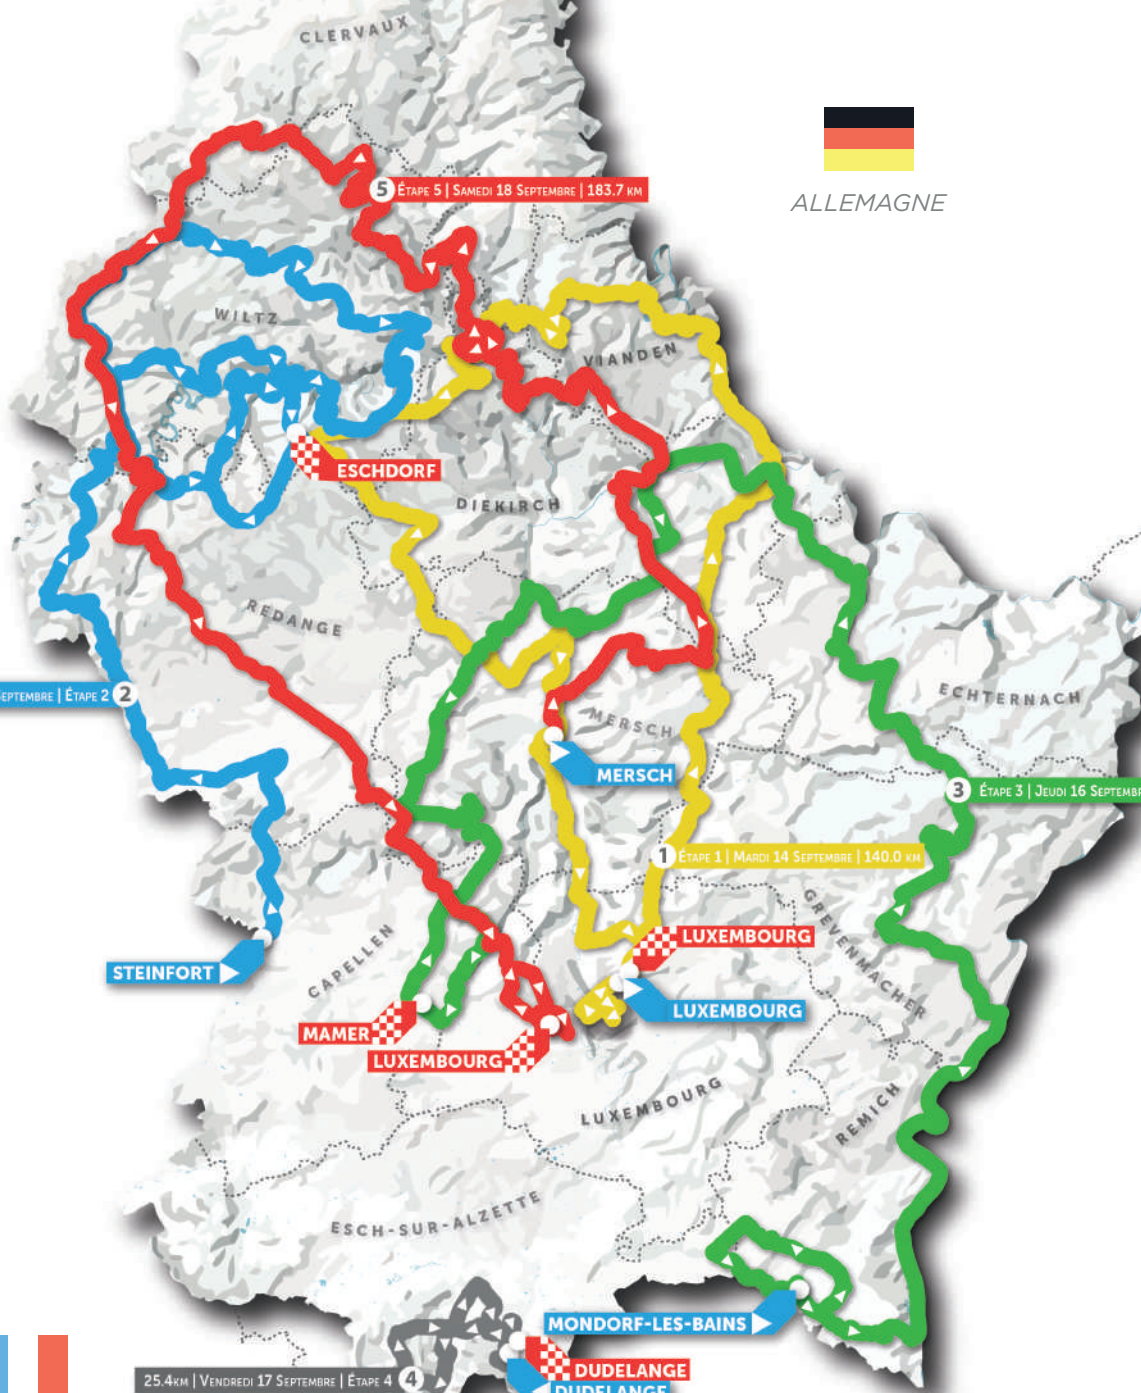 CLERVAUX
ALLEMAGNE
5 ÉTAPE 5 | SAMEDI 18 SEPTEMBRE | 183.7 KM
WILTZ
VIANDEN
ESCHDORF
DIEKIRCH
REDANGE
SEPTEMBRE | ÉTAPE 2 2
ECHTERNACH
MERSCH
MERSCH
3 ÉTAPE 3 | JEUDI 16 SEPTEMBR
1 ÉTAPE 1 | MARDI 14 SEPTEMBRE | 140.0 KM
GREVENMACHER
LUXEMBOURG
CAPELLEN
STEINFORT
LUXEMBOURG
MAMER
LUXEMBOURG
LUXEMBOURG
REMICH
ESCH-SUR-ALZETTE
MONDORF-LES-BAINS
DUDELANGE
25.4KM | VENDREDI 17 SEPTEMBRE | ÉTAPE 4 4
DUDELANGE